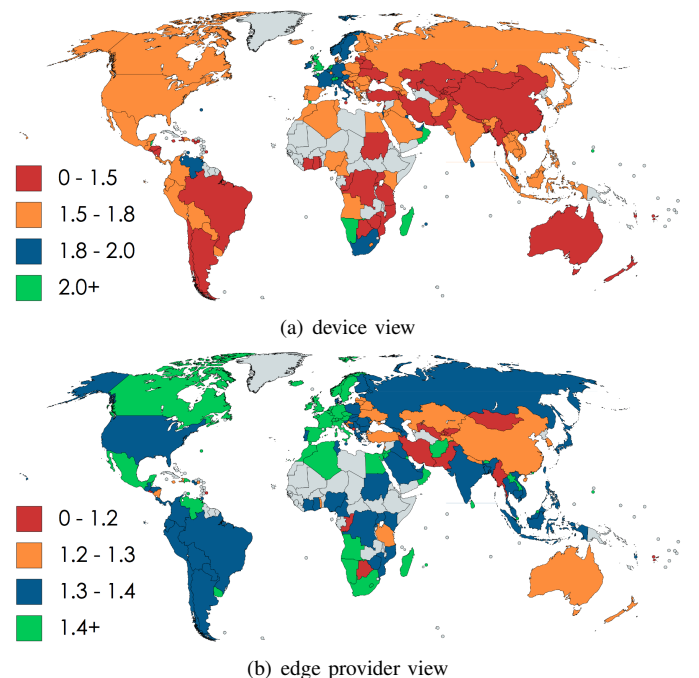 0 - 1.5
1.5 - 1.8
1.8 - 2.0
2.0+
(a) device view
0 - 1.2
1.2 - 1.3
1.3 - 1.4
1.4+
(b) edge provider view